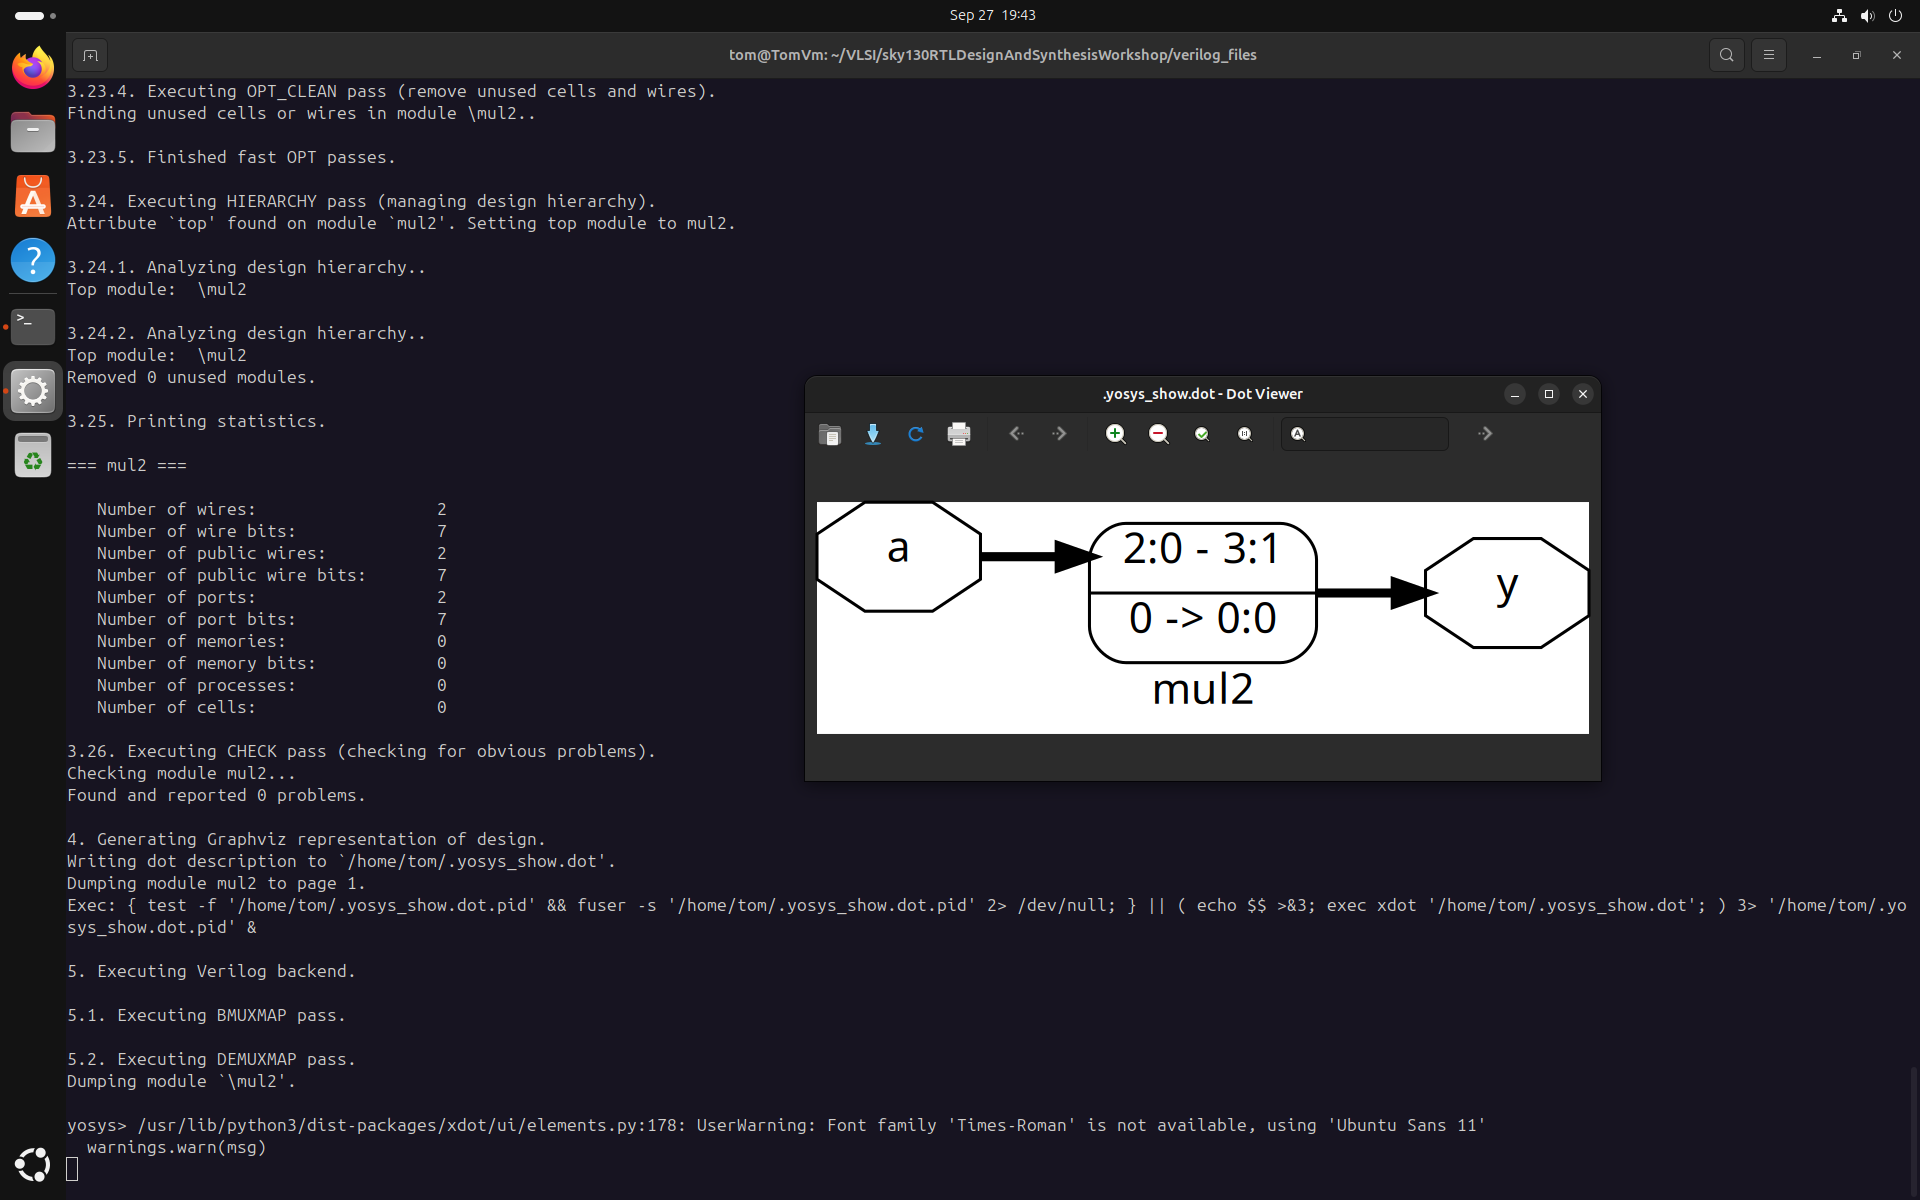 Sep 27 19:43
tom@TomVm: ~/VLSI/sky130RTLDesignAndSynthesisWorkshop/verilog_files
3.23.4. Executing OPT_CLEAN pass (remove unused cells and wires).
Finding unused cells or wires in module \mul2..
3.23.5. Finished fast OPT passes.
3.24. Executing HIERARCHY pass (managing design hierarchy).
Attribute `top' found on module `mul2'. Setting top module to mul2.
3.24.1. Analyzing design hierarchy..
Top module:  \mul2
3.24.2. Analyzing design hierarchy..
Top module:  \mul2
Removed 0 unused modules.
3.25. Printing statistics.
=== mul2 ===
Number of wires: 2
Number of wire bits: 7
Number of public wires: 2
Number of public wire bits: 7
Number of ports: 2
Number of port bits: 7
Number of memories: 0
Number of memory bits: 0
Number of processes: 0
Number of cells: 0
3.26. Executing CHECK pass (checking for obvious problems).
Checking module mul2...
Found and reported 0 problems.
4. Generating Graphviz representation of design.
Writing dot description to `/home/tom/.yosys_show.dot'.
Dumping module mul2 to page 1.
Exec: { test -f '/home/tom/.yosys_show.dot.pid' && fuser -s '/home/tom/.yosys_show.dot.pid' 2> /dev/null; } || ( echo $$ >&3; exec xdot '/home/tom/.yosys_show.dot'; ) 3> '/home/tom/.yo
sys_show.dot.pid' &
5. Executing Verilog backend.
5.1. Executing BMUXMAP pass.
5.2. Executing DEMUXMAP pass.
Dumping module `\mul2'.
yosys> /usr/lib/python3/dist-packages/xdot/ui/elements.py:178: UserWarning: Font family 'Times-Roman' is not available, using 'Ubuntu Sans 11'
warnings.warn(msg)
.yosys_show.dot - Dot Viewer
a
2:0 - 3:1
0 -> 0:0
y
mul2